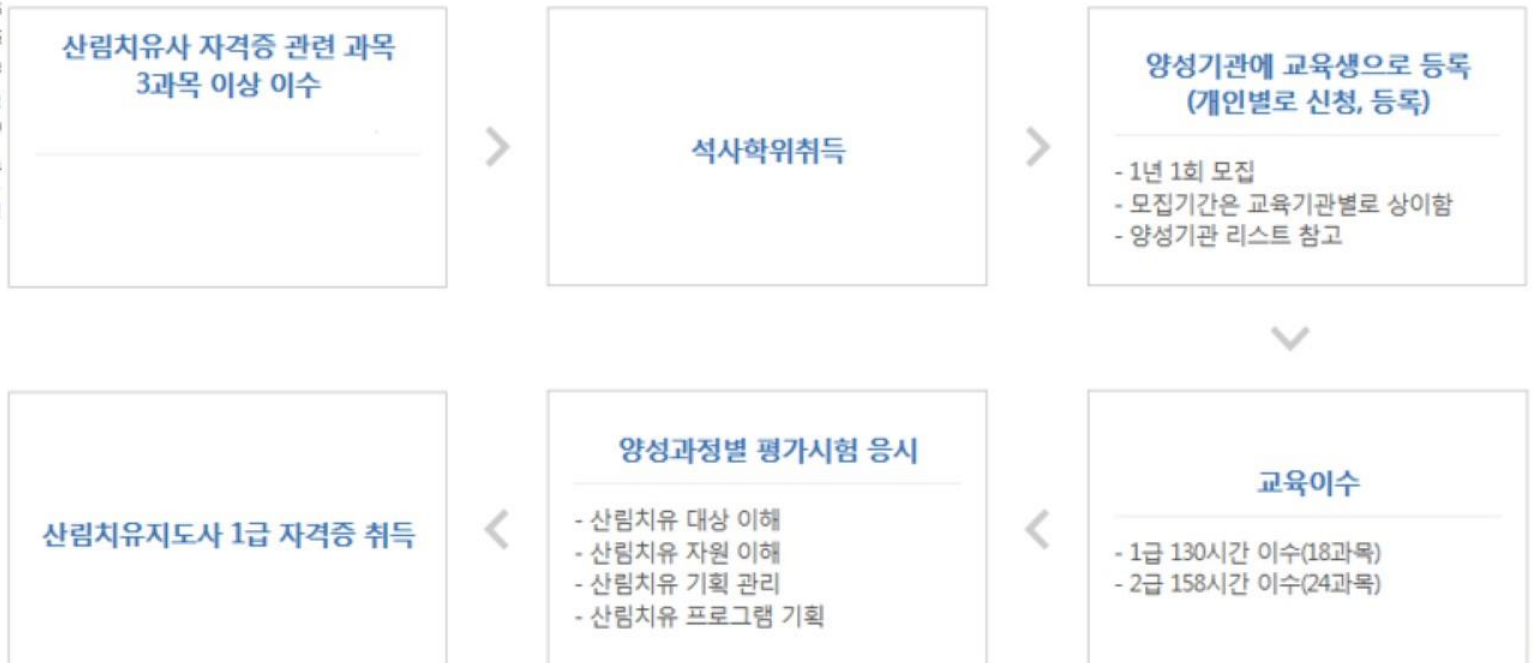 산림치유사 자격증 관련 과목
3과목 이상 이수
석사학위취득
양성기관에 교육생으로 등록
(개인별로 신청, 등록)
- 1년 1회 모집
- 모집기간은 교육기관별로 상이함
- 양성기관 리스트 참고
교육이수
- 1급 130시간 이수(18과목)
- 2급 158시간 이수(24과목)
양성과정별 평가시험 응시
- 산림치유 대상 이해
- 산림치유 자원 이해
- 산림치유 기획 관리
- 산림치유 프로그램 기획
산림치유지도사 1급 자격증 취득